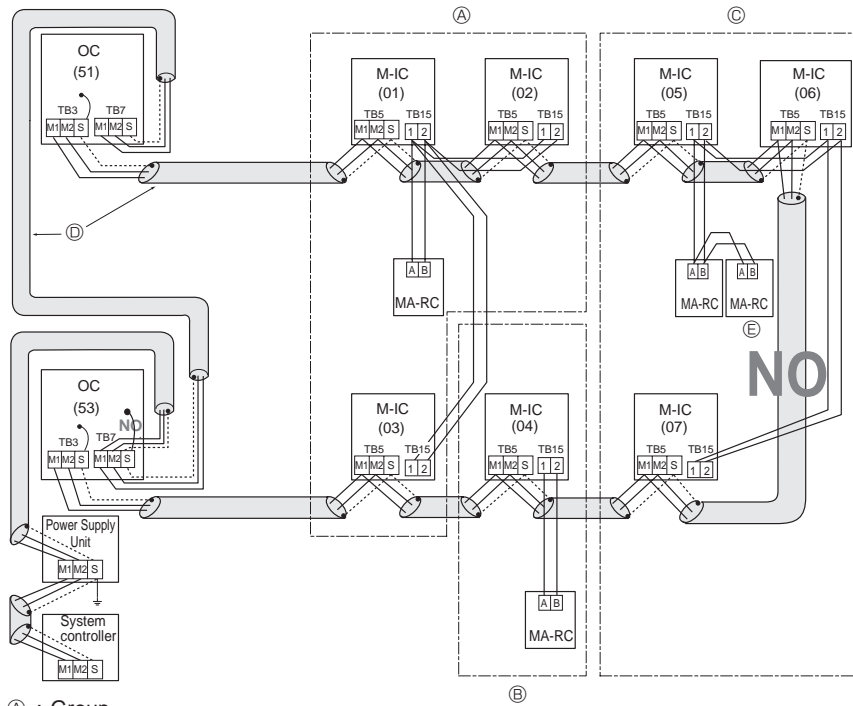 Ⓐ
Ⓒ
OC
(51)
TB3
TB7
M1 M2 S
M1 M2 S
M-IC
(01)
TB5
TB15
M1 M2 S
1 2
M-IC
(02)
TB5
TB15
M1 M2 S
1 2
M-IC
(05)
TB5
TB15
M1 M2 S
1 2
M-IC
(06)
TB5
TB15
M1 M2 S
1 2
Ⓓ
A B
MA-RC
A B
MA-RC
A B
MA-RC
Ⓔ
NO
OC
(53)
NO
TB3
TB7
M1 M2 S
M1 M2 S
M-IC
(03)
TB5
TB15
M1 M2 S
1 2
M-IC
(04)
TB5
TB15
M1 M2 S
1 2
M-IC
(07)
TB5
TB15
M1 M2 S
1 2
Power Supply
Unit
M1 M2 S
A B
MA-RC
System
controller
M1 M2 S
Ⓑ
Ⓐ : Group